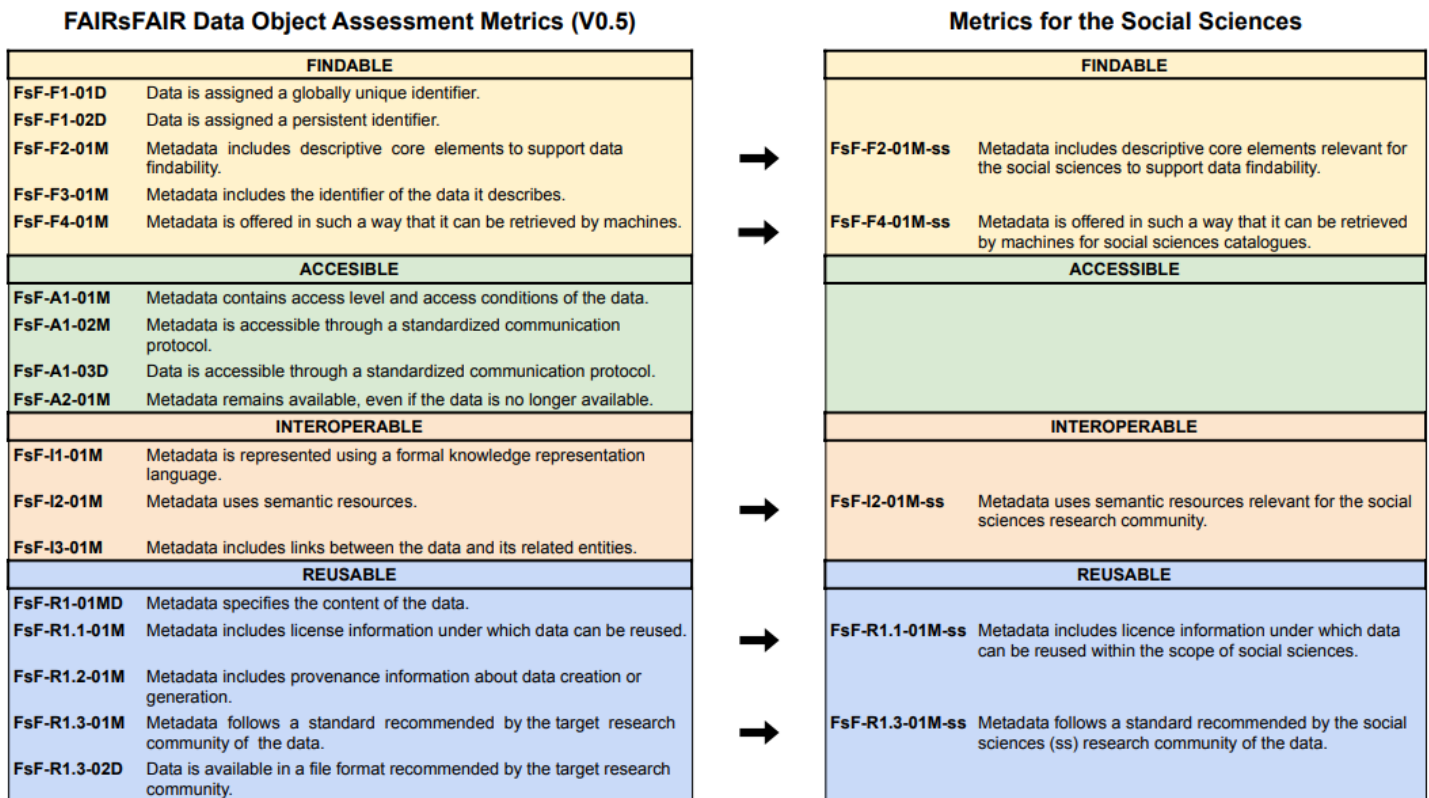 FAIRsFAIR Data Object Assessment Metrics (V0.5)
FINDABLE
FsF-F1-01D Data is assigned a globally unique identifier.
FsF-F1-02D Data is assigned a persistent identifier.
FsF-F2-01M Metadata includes descriptive core elements to support data
findability.
FsF-F3-01M Metadata includes the identifier of the data it describes.
FsF-F4-01M Metadata is offered in such a way that it can be retrieved by machines.
ACCESIBLE
FsF-A1-01M Metadata contains access level and access conditions of the data.
FsF-A1-02M Metadata is accessible through a standardized communication
protocol.
FsF-A1-03D Data is accessible through a standardized communication protocol.
FsF-A2-01M Metadata remains available, even if the data is no longer available.
INTEROPERABLE
FsF-I1-01M Metadata is represented using a formal knowledge representation
language.
FsF-I2-01M Metadata uses semantic resources.
FsF-I3-01M Metadata includes links between the data and its related entities.
REUSABLE
FsF-R1-01MD Metadata specifies the content of the data.
FsF-R1.1-01M Metadata includes license information under which data can be reused.
FsF-R1.2-01M Metadata includes provenance information about data creation or
generation.
FsF-R1.3-01M Metadata follows a standard recommended by the target research
community of the data.
FsF-R1.3-02D Data is available in a file format recommended by the target research
community.
Metrics for the Social Sciences
FINDABLE
FsF-F2-01M-ss Metadata includes descriptive core elements relevant for
the social sciences to support data findability.
FsF-F4-01M-ss Metadata is offered in such a way that it can be retrieved
by machines for social sciences catalogues.
ACCESSIBLE
INTEROPERABLE
FsF-I2-01M-ss Metadata uses semantic resources relevant for the social
sciences research community.
REUSABLE
FsF-R1.1-01M-ss Metadata includes licence information under which data
can be reused within the scope of social sciences.
FsF-R1.3-01M-ss Metadata follows a standard recommended by the social
sciences (ss) research community of the data.